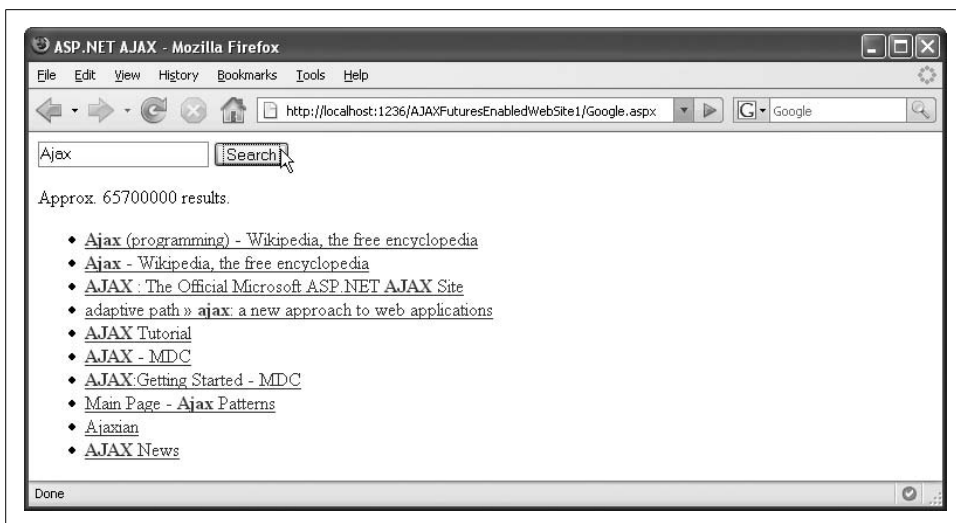 ASP.NET AJAX - Mozilla Firefox
File Edit View History Bookmarks Tools Help
http://localhost:1236/AJAXFuturesEnabledWebSite1/Google.aspx G Google
Ajax Search
Approx. 65700000 results.
Ajax (programming) - Wikipedia, the free encyclopedia
Ajax - Wikipedia, the free encyclopedia
AJAX : The Official Microsoft ASP.NET AJAX Site
adaptive path » ajax: a new approach to web applications
AJAX Tutorial
AJAX - MDC
AJAX:Getting Started - MDC
Main Page - Ajax Patterns
Ajaxian
AJAX News
Done